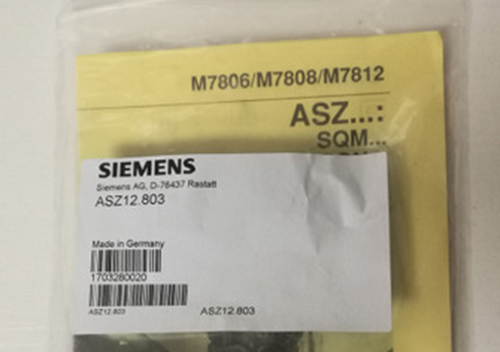 M7806/M7808/M7812
ASZ...:
SQM...
SIEMENS
Siemens AG, D-76437 Rastatt
ASZ12.803
Made in Germany
1703280020
ASZ12.803
ASZ12.803